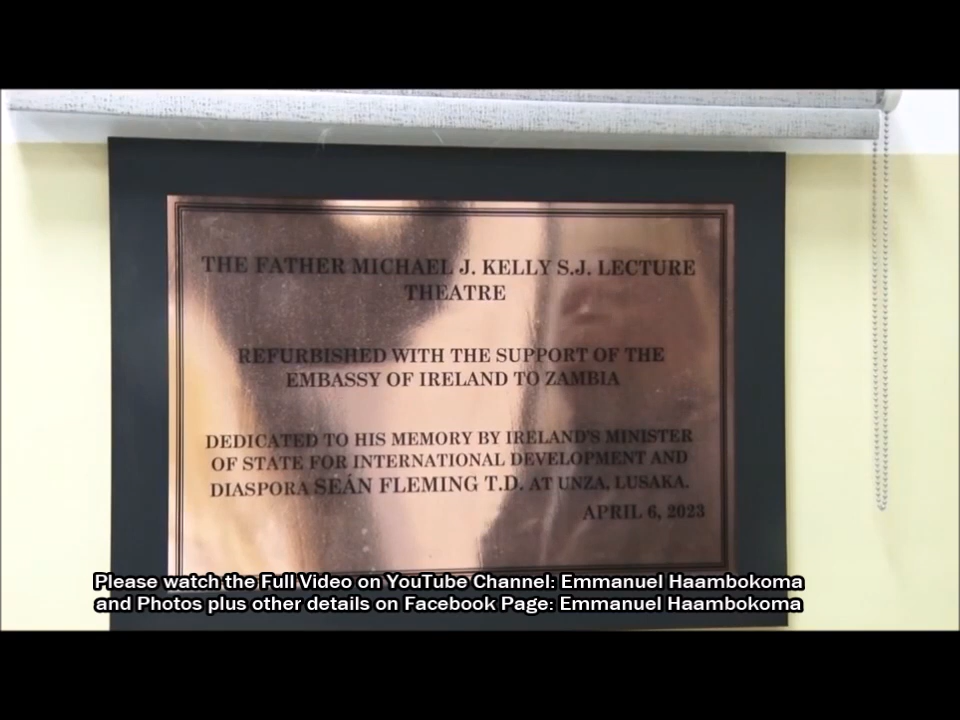 THE FATHER MICHAEL J. KELLY S.J. LECTURE
THEATRE
REFURBISHED WITH THE SUPPORT OF THE
EMBASSY OF IRELAND TO ZAMBIA
DEDICATED TO HIS MEMORY BY IRELAND'S MINISTER
OF STATE FOR INTERNATIONAL DEVELOPMENT AND
DIASPORA SEÁN FLEMING T.D. AT UNZA, LUSAKA.
APRIL 6, 2023
Please watch the Full Video on YouTube Channel: Emmanuel Haambokoma
and Photos plus other details on Facebook Page: Emmanuel Haambokoma